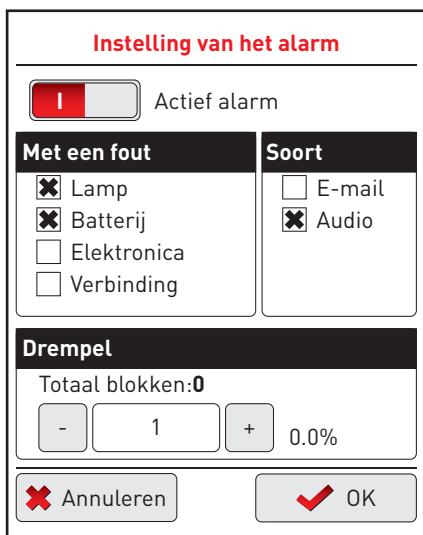 Instelling van het alarm
I Actief alarm
Met een fout
Lamp
Batterij
Elektronica
Verbinding
Soort
E-mail
Audio
Drempel
Totaal blokken:0
- 1 + 0.0%
Annuleren OK